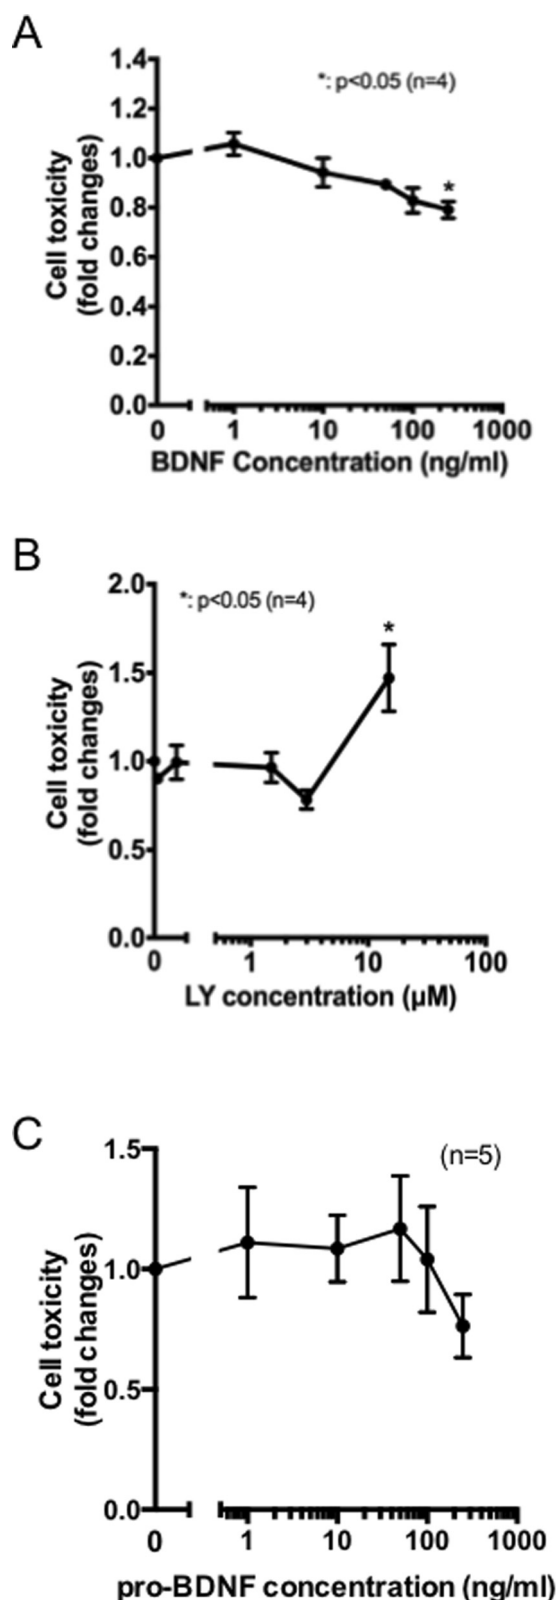 A
*: p<0.05 (n=4)
Cell toxicity
(fold changes)
1.4
1.2
1.0
0.8
0.6
0.4
0.2
0.0
*
0 1 10 100 1000
BDNF Concentration (ng/ml)
B
*: p<0.05 (n=4)
Cell toxicity
(fold changes)
2.0
1.5
1.0
0.5
0.0
*
0 1 10 100
LY concentration (µM)
C
(n=5)
Cell toxicity
(fold changes)
1.5
1.0
0.5
0.0
0 1 10 100 1000
pro-BDNF concentration (ng/ml)